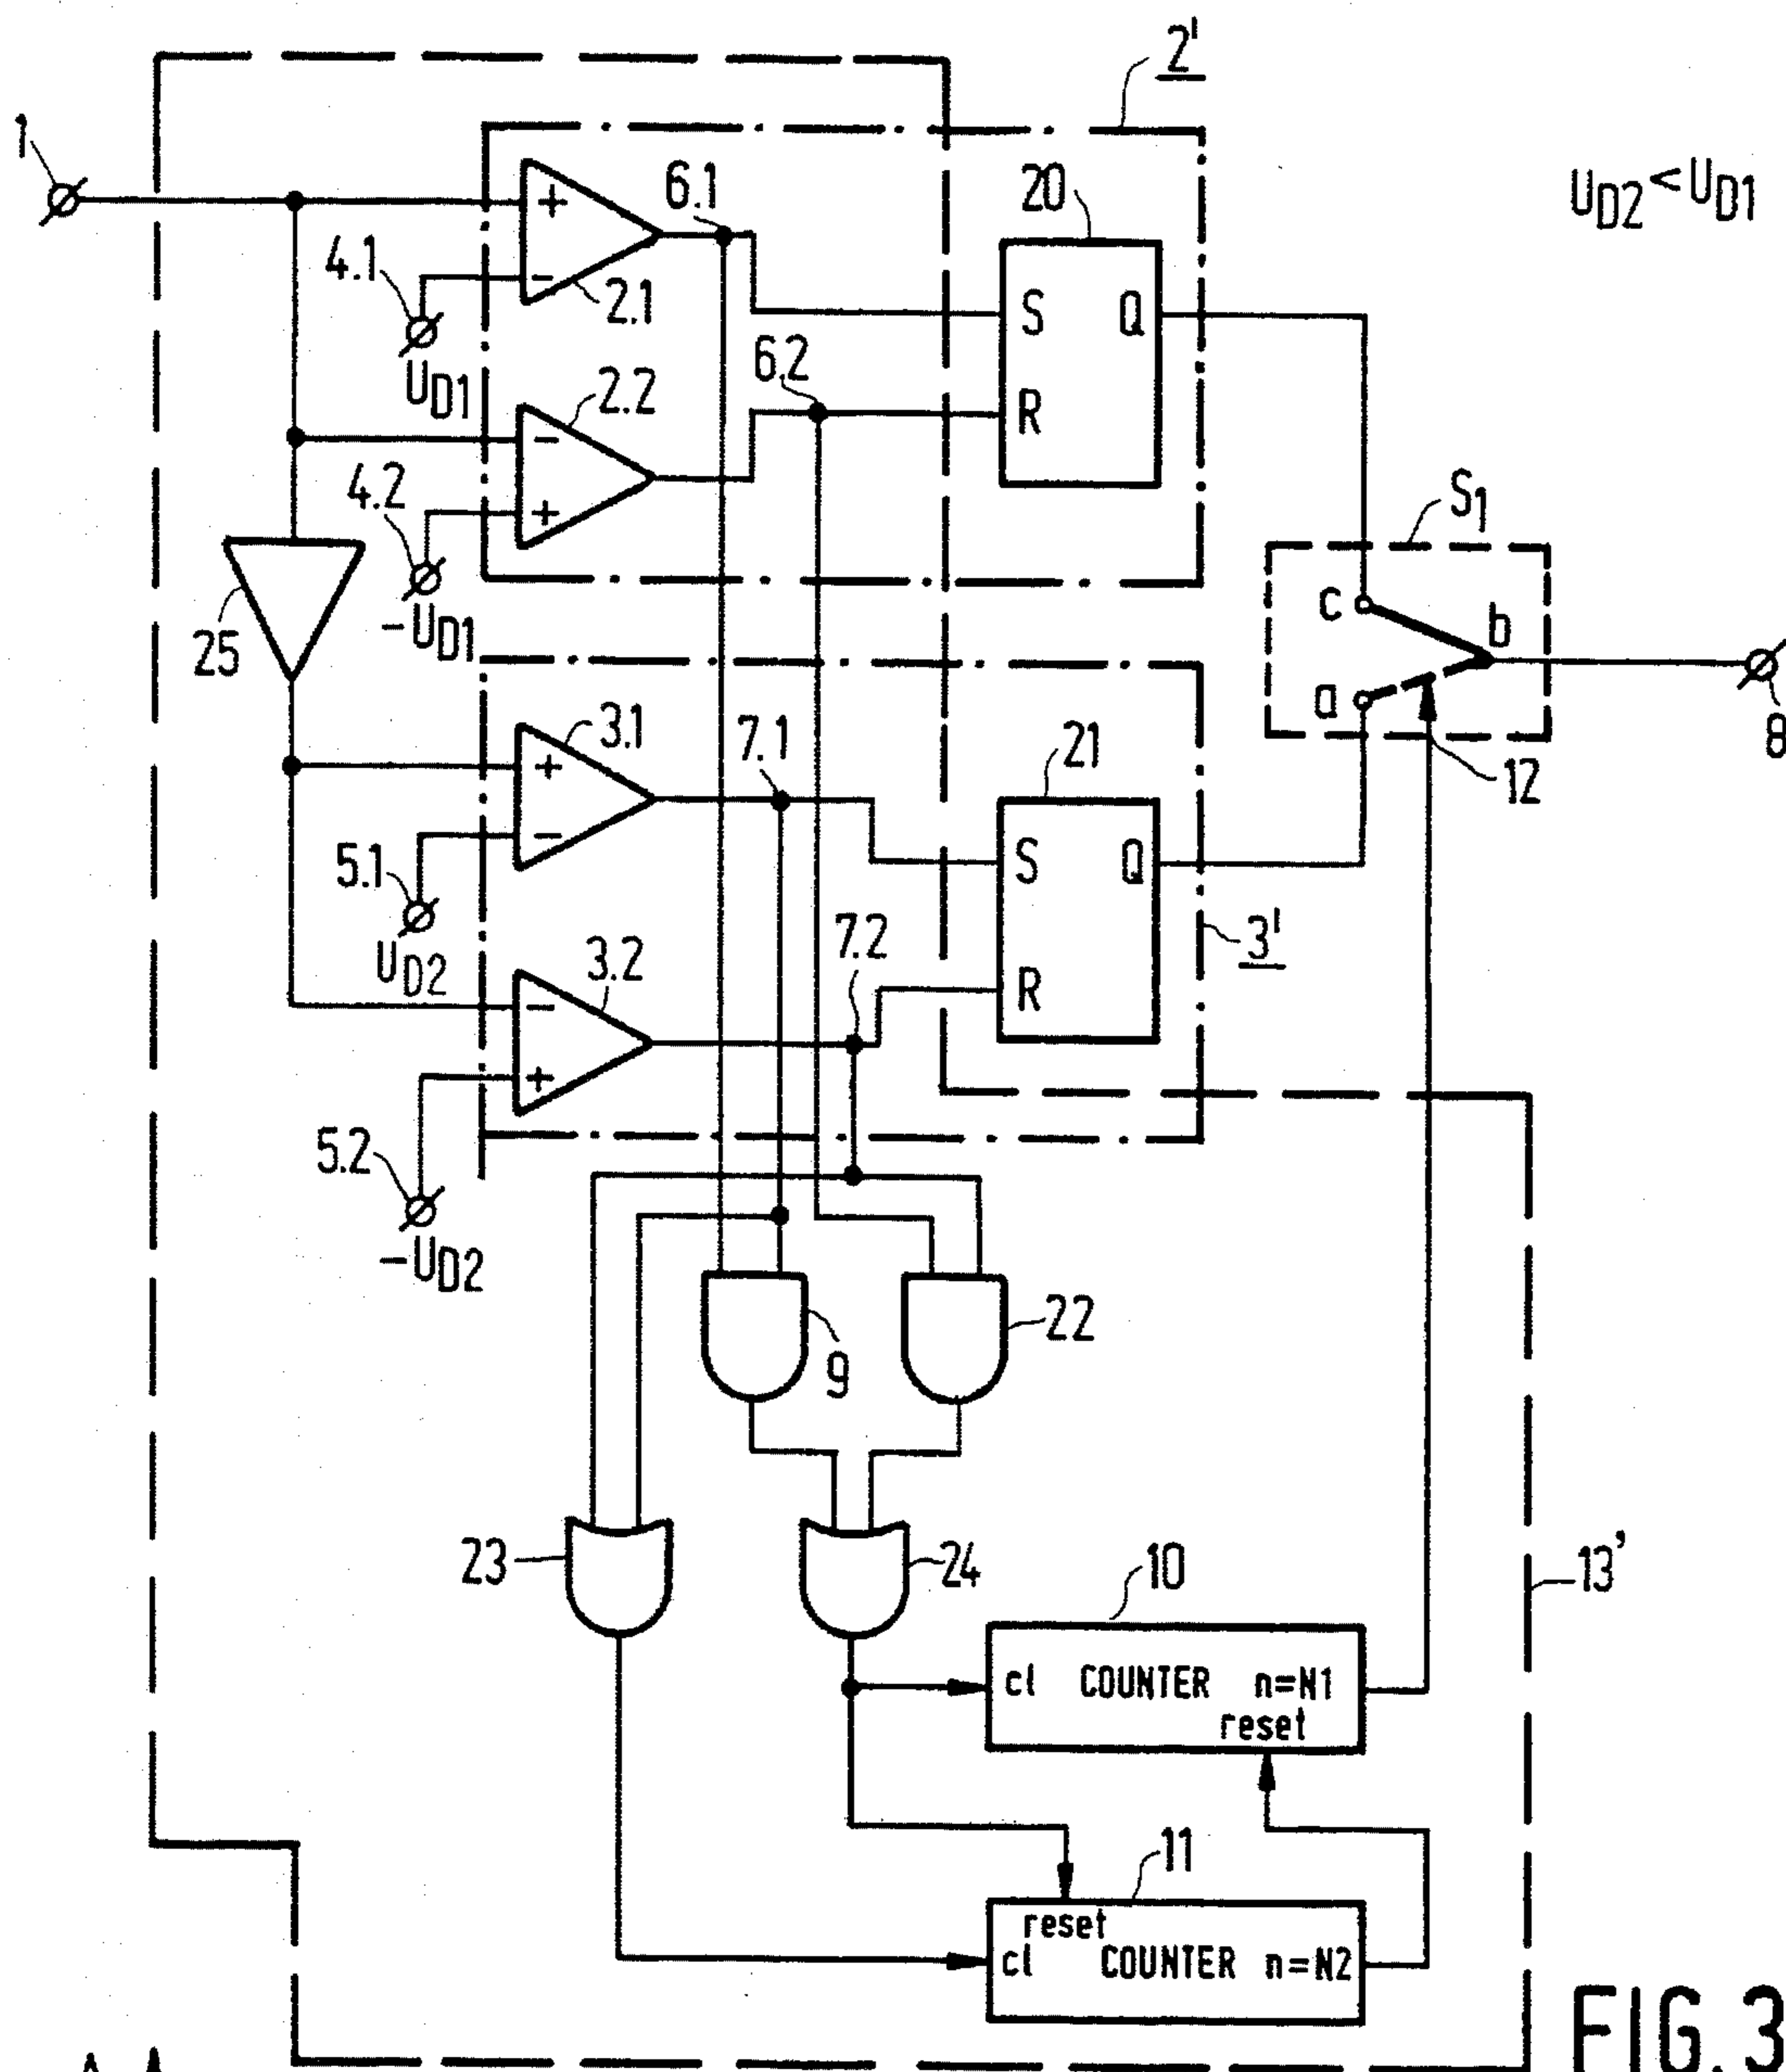 2'
1
6.1
20
U_D2 < U_D1
4.1
+
-
2.1
S
Q
U_D1
6.2
2.2
R
-
4.2
+
S_1
-U_D1
25
c
b
a
3.1
7.1
21
8
+
12
-
5.1
S
Q
U_D2
7.2
3'
3.2
R
-
+
5.2
-U_D2
9
22
23
24
10
13'
cl COUNTER n=N1
reset
11
reset
cl COUNTER n=N2
FIG.3